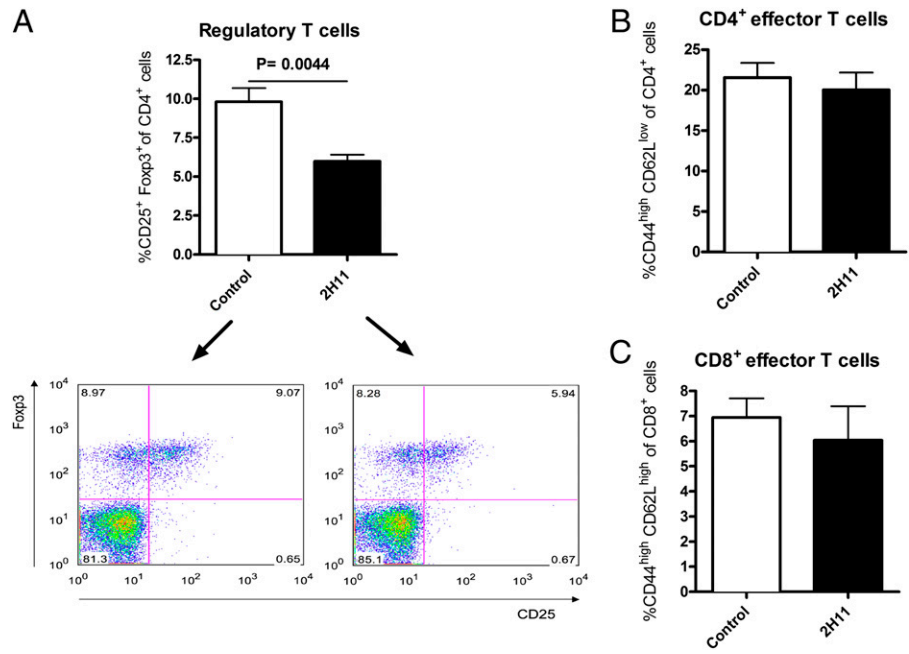 A
Regulatory T cells
P= 0.0044
12.5
10.0
7.5
5.0
2.5
0.0
%CD25⁺ Foxp3⁺ of CD4⁺ cells
Control
2H11
Foxp3
10⁴
10³
10²
10¹
10⁰
8.97
9.07
81.3
0.65
10⁰ 10¹ 10² 10³ 10⁴
10⁴
10³
10²
10¹
10⁰
8.28
5.94
85.1
0.67
10⁰ 10¹ 10² 10³ 10⁴
CD25
B
CD4⁺ effector T cells
25
20
15
10
5
0
%CD44ʰⁱᵍʰ CD62Lˡᵒʷ of CD4⁺ cells
Control
2H11
C
CD8⁺ effector T cells
8
7
6
5
4
3
2
1
0
%CD44ʰⁱᵍʰ CD62Lʰⁱᵍʰ of CD8⁺ cells
Control
2H11